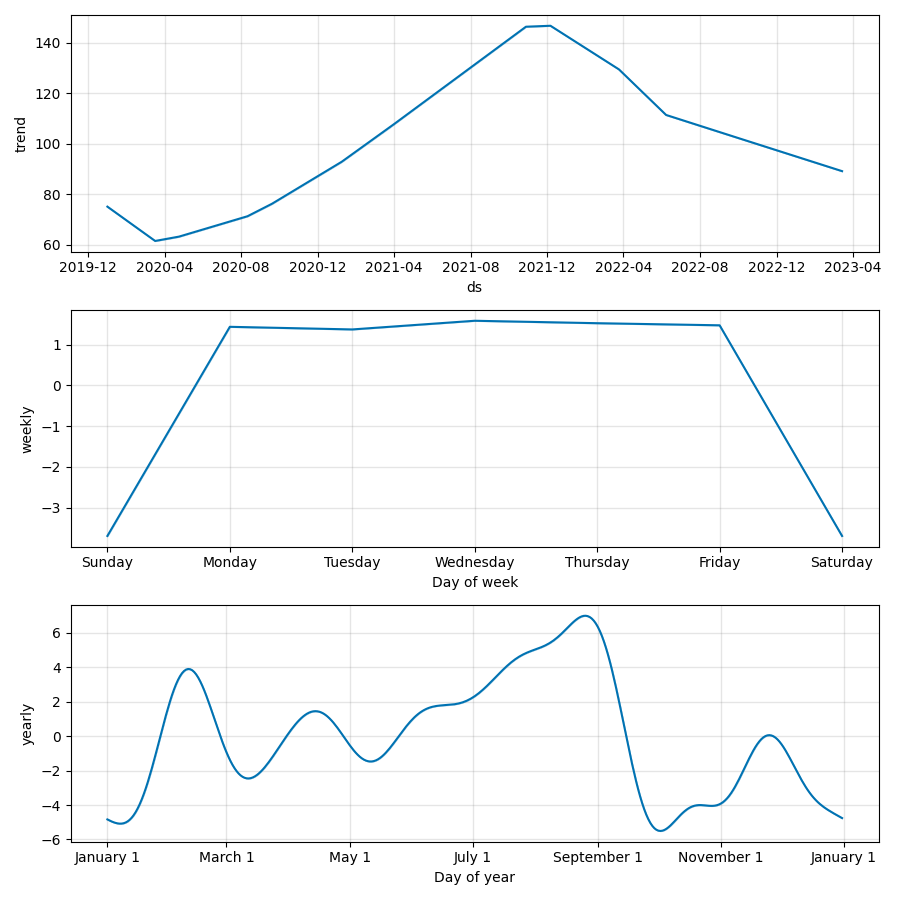 140
120
100
80
60
trend
2019-12 2020-04 2020-08 2020-12 2021-04 2021-08 2021-12 2022-04 2022-08 2022-12 2023-04
ds
1
0
−1
−2
−3
weekly
Sunday Monday Tuesday Wednesday Thursday Friday Saturday
Day of week
6
4
2
0
−2
−4
−6
yearly
January 1 March 1 May 1 July 1 September 1 November 1 January 1
Day of year